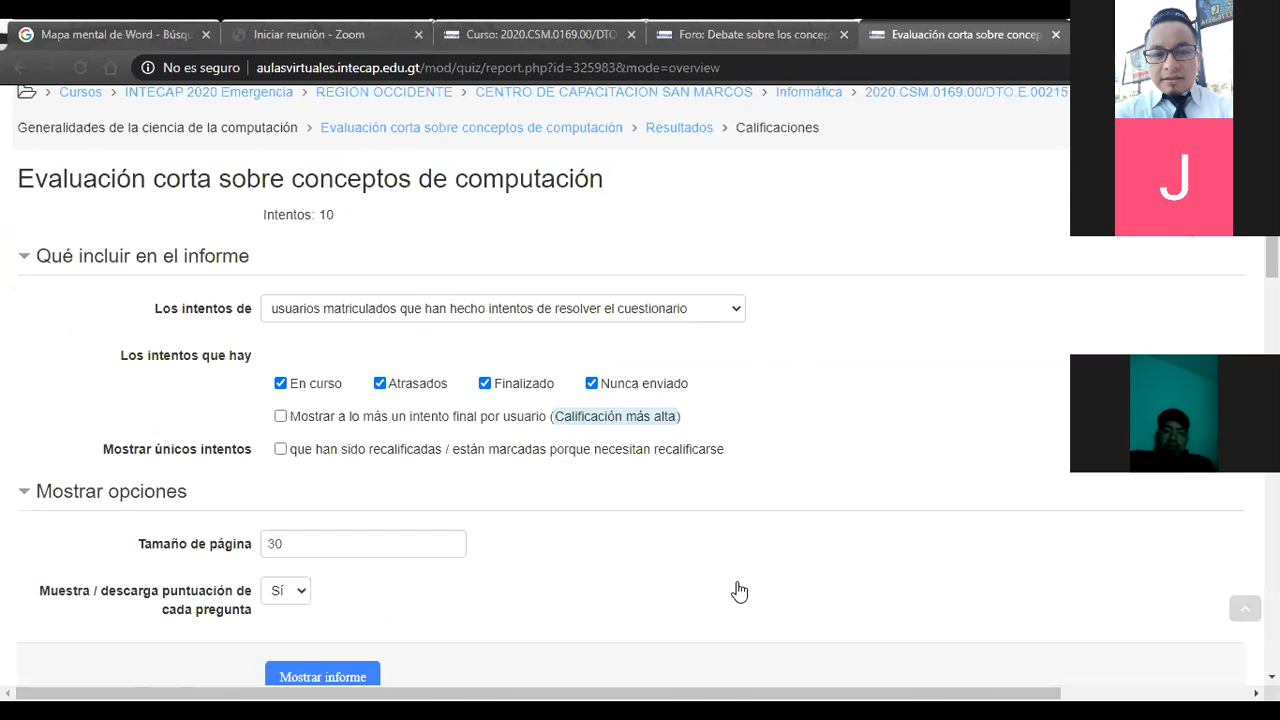 Mapa mental de Word - Búsqu
Iniciar reunión - Zoom
Curso: 2020.CSM.0169.00/DTO
Foro: Debate sobre los concep
Evaluación corta sobre concep
No es seguro
aulasvirtuales.intecap.edu.gt/mod/quiz/report.php?id=325983&mode=overview
Cursos > INTECAP 2020 Emergencia > REGION OCCIDENTE > CENTRO DE CAPACITACIÓN SAN MARCOS > Informática > 2020.CSM.0169.00/DTO.E.00215
Generalidades de la ciencia de la computación > Evaluación corta sobre conceptos de computación > Resultados > Calificaciones
J
Evaluación corta sobre conceptos de computación
Intentos: 10
Qué incluir en el informe
Los intentos de usuarios matriculados que han hecho intentos de resolver el cuestionario
Los intentos que hay
En curso Atrasados Finalizado Nunca enviado
Mostrar a lo más un intento final por usuario (Calificación más alta)
Mostrar únicos intentos que han sido recalificadas / están marcadas porque necesitan recalificarse
Mostrar opciones
Tamaño de página 30
Muestra / descarga puntuación de Sí
cada pregunta
Mostrar informe